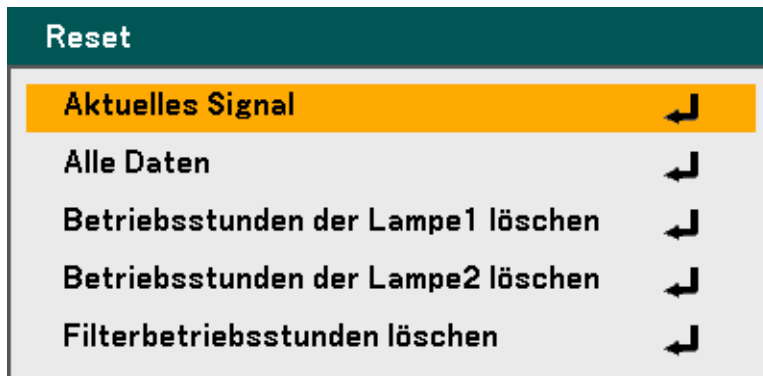 Reset
Aktuelles Signal
Alle Daten
Betriebsstunden der Lampe1 löschen
Betriebsstunden der Lampe2 löschen
Filterbetriebsstunden löschen